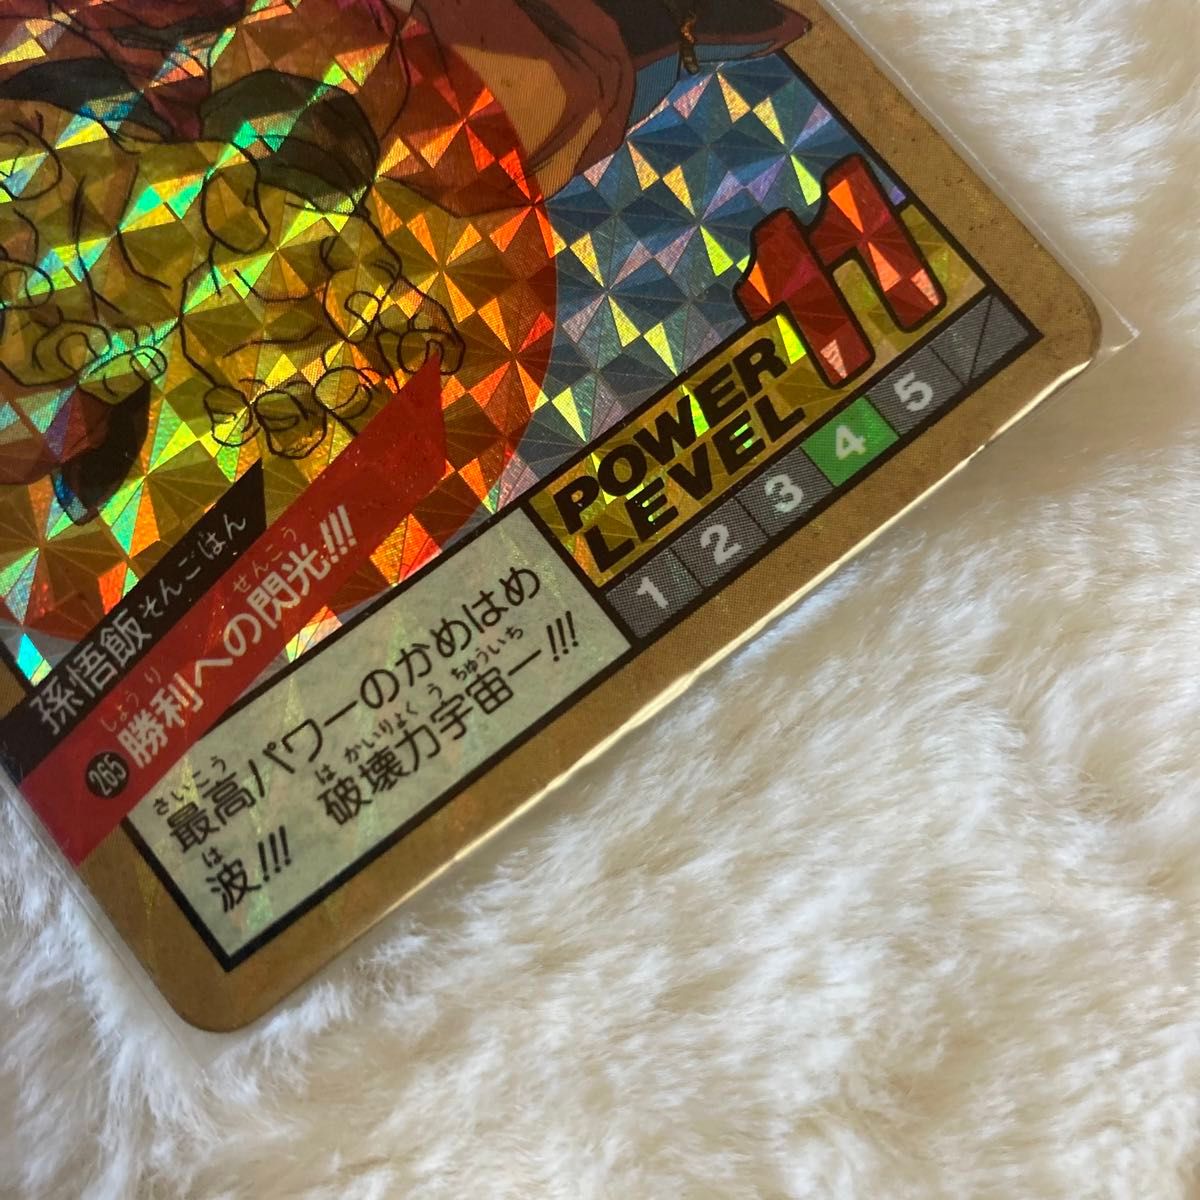 11
POWER
LEVEL
1 2 3 4 5
孫悟飯そんごはん
しょうり せんこう
265 勝利への閃光!!!
さいこう
最高パワーのかめはめ
は はかいりょく うちゅういち
波!!! 破壊力宇宙一!!!